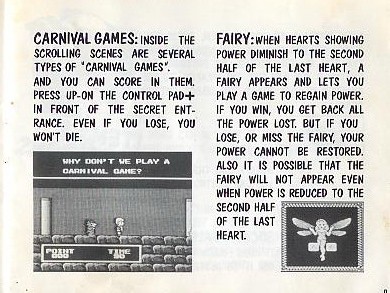 CARNIVAL GAMES: INSIDE THE
SCROLLING SCENES ARE SEVERAL
TYPES OF "CARNIVAL GAMES".
AND YOU CAN SCORE IN THEM.
PRESS UP-ON THE CONTROL PAD+
IN FRONT OF THE SECRET ENT-
RANCE. EVEN IF YOU LOSE, YOU
WON'T DIE.
WHY DON'T WE PLAY A
CARNIVAL GAME?
POINT
000
TIME
FAIRY: WHEN HEARTS SHOWING
POWER DIMINISH TO THE SECOND
HALF OF THE LAST HEART, A
FAIRY APPEARS AND LETS YOU
PLAY A GAME TO REGAIN POWER.
IF YOU WIN, YOU GET BACK ALL
THE POWER LOST. BUT IF YOU
LOSE, OR MISS THE FAIRY, YOUR
POWER CANNOT BE RESTORED.
ALSO IT IS POSSIBLE THAT THE
FAIRY WILL NOT APPEAR EVEN
WHEN POWER IS REDUCED TO THE
SECOND HALF
OF THE LAST
HEART.